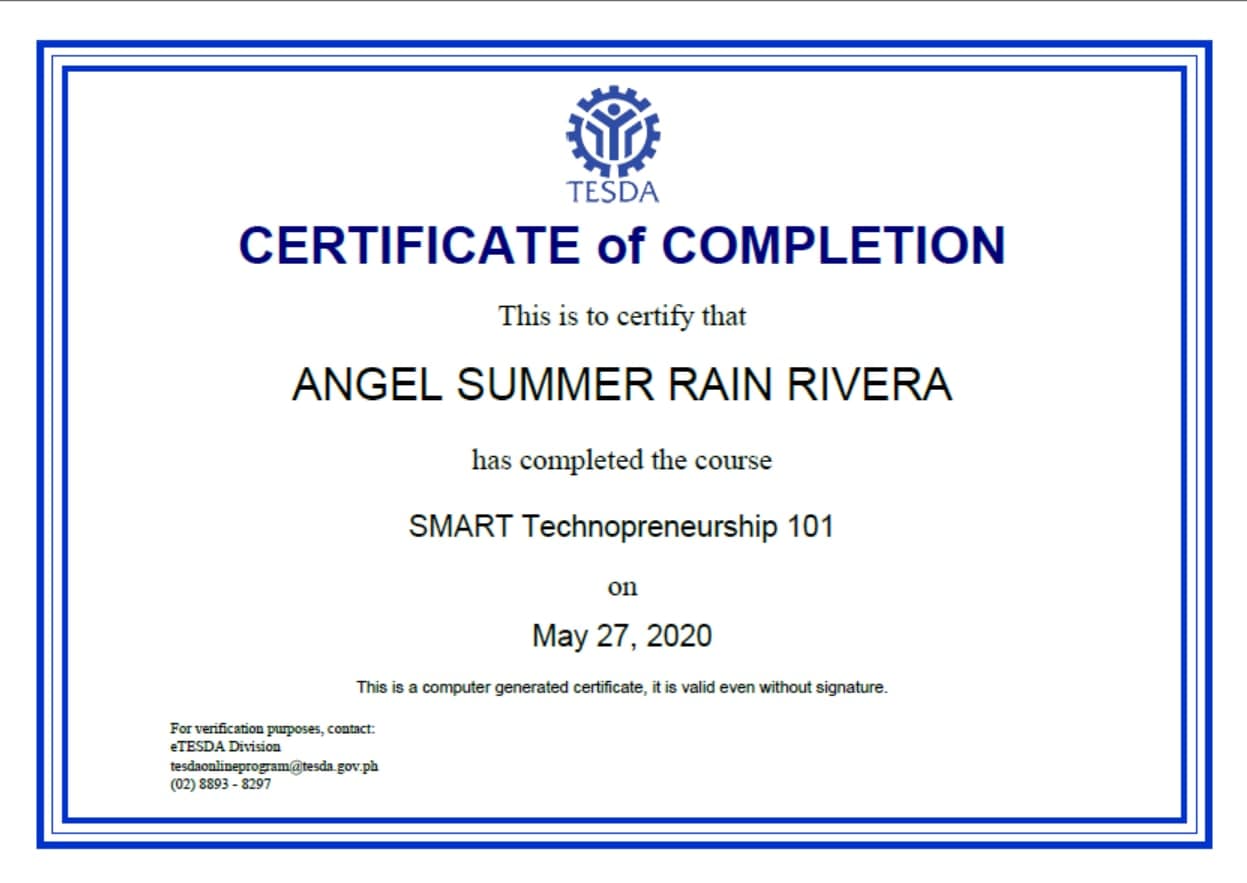 TESDA
CERTIFICATE of COMPLETION
This is to certify that
ANGEL SUMMER RAIN RIVERA
has completed the course
SMART Technopreneurship 101
on
May 27, 2020
This is a computer generated certificate, it is valid even without signature.
For verification purposes, contact:
eTESDA Division
tesdaonlineprogram@tesda.gov.ph
(02) 8893 - 8297